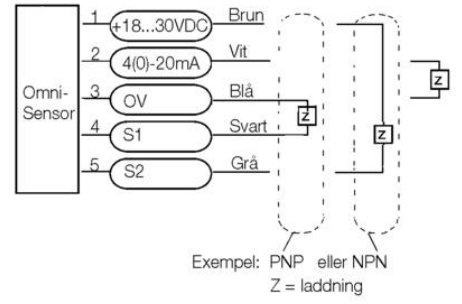 1 +18...30VDC Brun
2 4(0)-20mA Vit
Omni-
Sensor
3 OV Blå
4 S1 Svart
5 S2 Grå
Z
Z
Z
Exempel: PNP eller NPN
Z = laddning